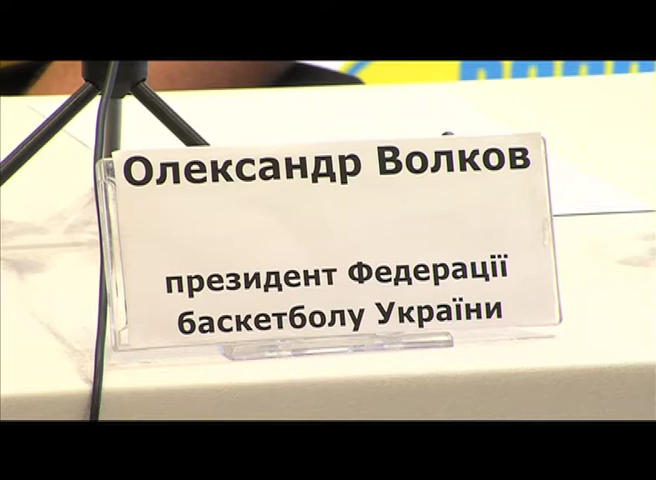 Олександр Волков
президент Федерації
баскетболу України